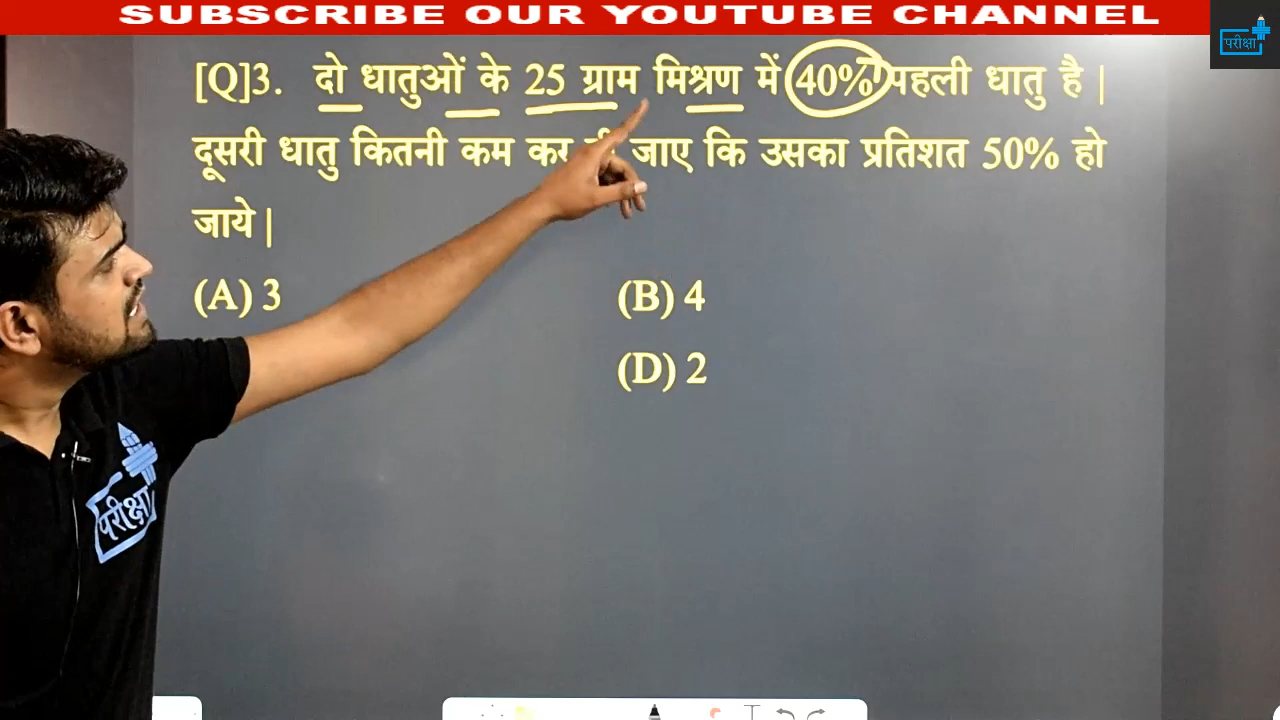 SUBSCRIBE OUR YOUTUBE CHANNEL
परीक्षा
[Q]3. दो धातुओं के 25 ग्राम मिश्रण में 40% पहली धातु है |
दूसरी धातु कितनी कम कर जाए कि उसका प्रतिशत 50% हो
जाये |
(A) 3 (B) 4
(D) 2
परीक्षा